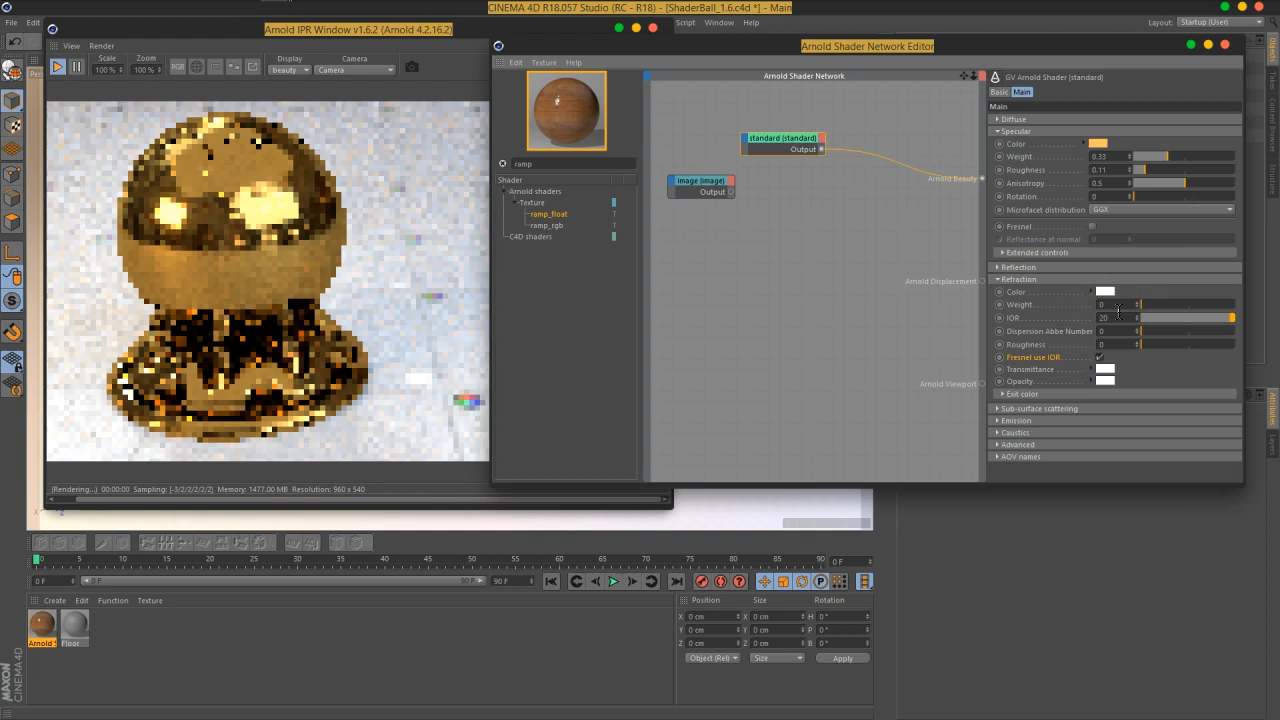 CINEMA 4D R18.057 Studio (RC - R18) - [ShaderBall_1.6.c4d *] - Main
File
Edit
Script
Window
Help
Layout:
Startup (User)
Arnold IPR Window v1.6.2 (Arnold 4.2.16.2)
View
Render
Scale
Zoom
Display
Camera
100 %
100 %
RGB
beauty
Camera
(Rendering...)  00:00:00  Sampling: [-3/2/2/2/2/2]  Memory: 1477.00 MB  Resolution: 960 x 540
Arnold Shader Network Editor
Edit
Texture
Help
ramp
Shader
Arnold shaders
Texture
ramp_float
T
ramp_rgb
T
C4D shaders
Arnold Shader Network
standard (standard)
Output
image (image)
Output
Arnold Beauty
Arnold Displacement
Arnold Viewport
GV Arnold Shader [standard]
Basic
Main
Main
Diffuse
Specular
Color
Weight
0.33
Roughness
0.11
Anisotropy
0.5
Rotation
0
Microfacet distribution
GGX
Fresnel
Reflectance at normal
0
Extended controls
Reflection
Refraction
Color
Weight
0
IOR
20
Dispersion Abbe Number
0
Roughness
0
Fresnel use IOR
Transmittance
Opacity
Exit color
Sub-surface scattering
Emission
Caustics
Advanced
AOV names
Objects
Takes
Content Browser
Structure
Attributes
Layers
0
5
10
15
20
25
30
35
40
45
50
55
60
65
70
75
80
85
90
0 F
0 F
0 F
90 F
90 F
Create
Edit
Function
Texture
Arnold S
Floor
Position
Size
Rotation
X 0 cm
X 0 cm
H 0 °
Y 0 cm
Y 0 cm
P 0 °
Z 0 cm
Z 0 cm
B 0 °
Object (Rel)
Size
Apply
MAXON
CINEMA 4D